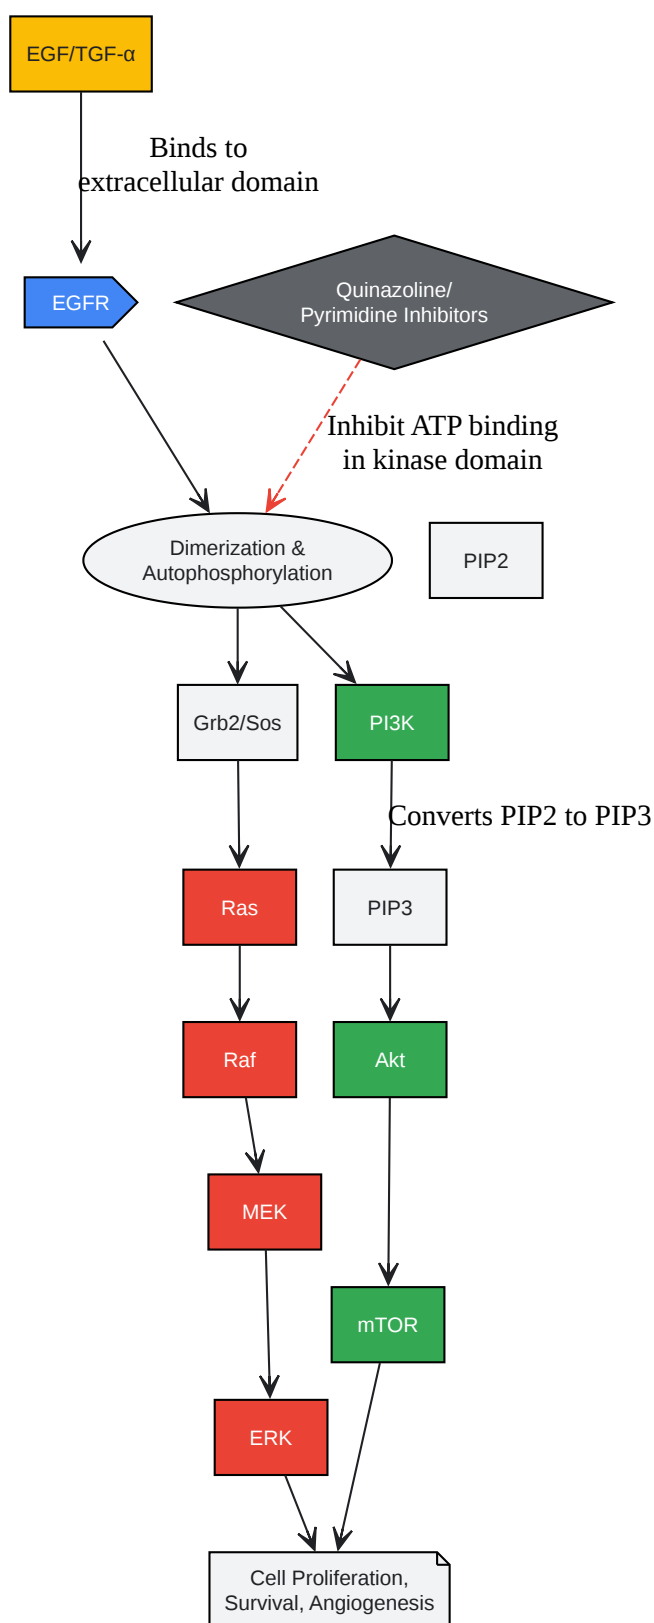 EGF/TGF-α
Binds to
extracellular domain
EGFR
Quinazoline/
Pyrimidine Inhibitors
Inhibit ATP binding
in kinase domain
Dimerization &
Autophosphorylation
PIP2
Grb2/Sos
PI3K
Converts PIP2 to PIP3
Ras
PIP3
Raf
Akt
MEK
mTOR
ERK
Cell Proliferation,
Survival, Angiogenesis